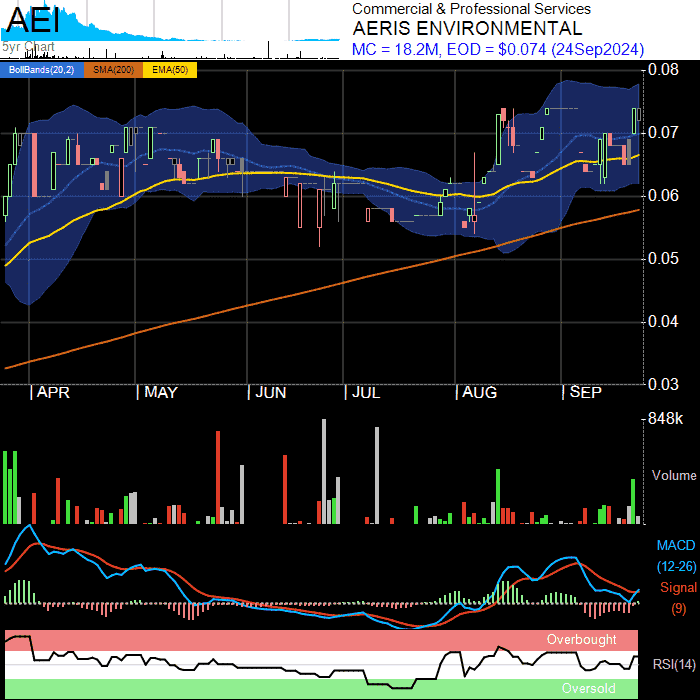 AEI
5yr Chart
Commercial & Professional Services
AERIS ENVIRONMENTAL
MC = 18.2M, EOD = $0.074 (24Sep2024)
BollBands(20,2) SMA(200) EMA(50)
0.08
0.07
0.06
0.05
0.04
0.03
APR MAY JUN JUL AUG SEP
848k
Volume
MACD
(12-26)
Signal
(9)
Overbought
RSI(14)
Oversold